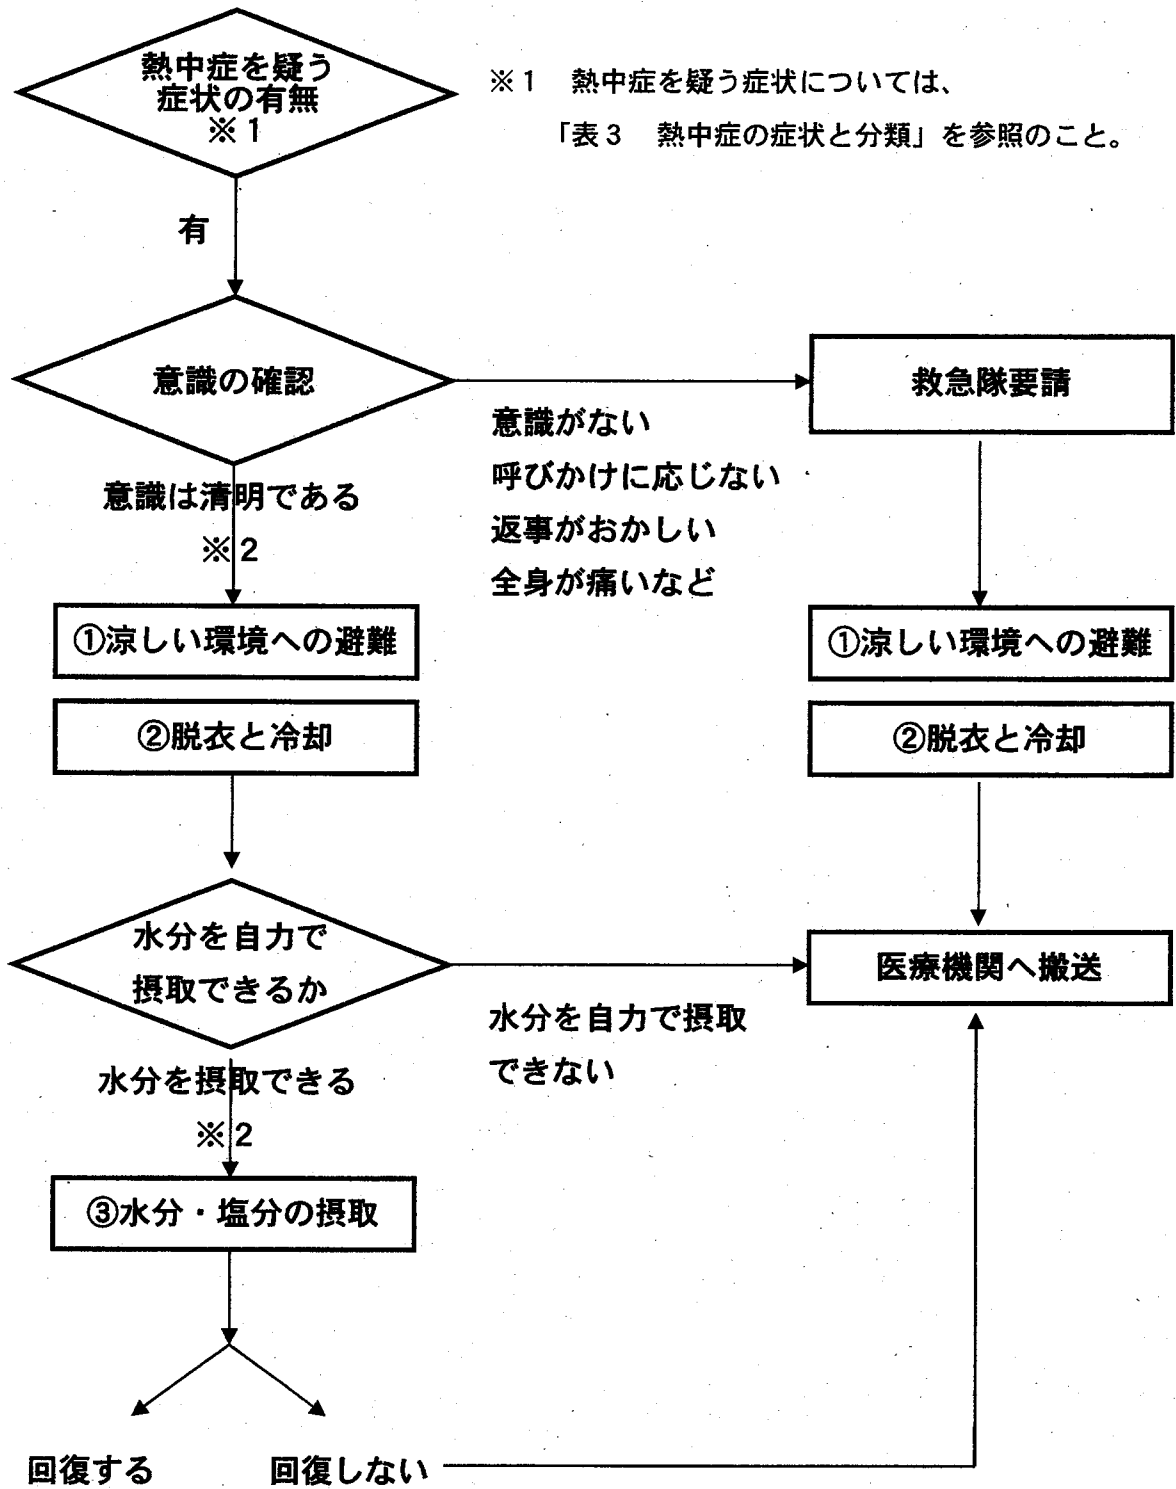 熱中症を疑う
症状の有無
※1
※1　熱中症を疑う症状については、
「表3　熱中症の症状と分類」を参照のこと。
有
意識の確認
救急隊要請
意識がない
呼びかけに応じない
返事がおかしい
全身が痛いなど
意識は清明である
※2
①涼しい環境への避難
①涼しい環境への避難
②脱衣と冷却
②脱衣と冷却
水分を自力で
摂取できるか
医療機関へ搬送
水分を自力で摂取
できない
水分を摂取できる
※2
③水分・塩分の摂取
回復する
回復しない